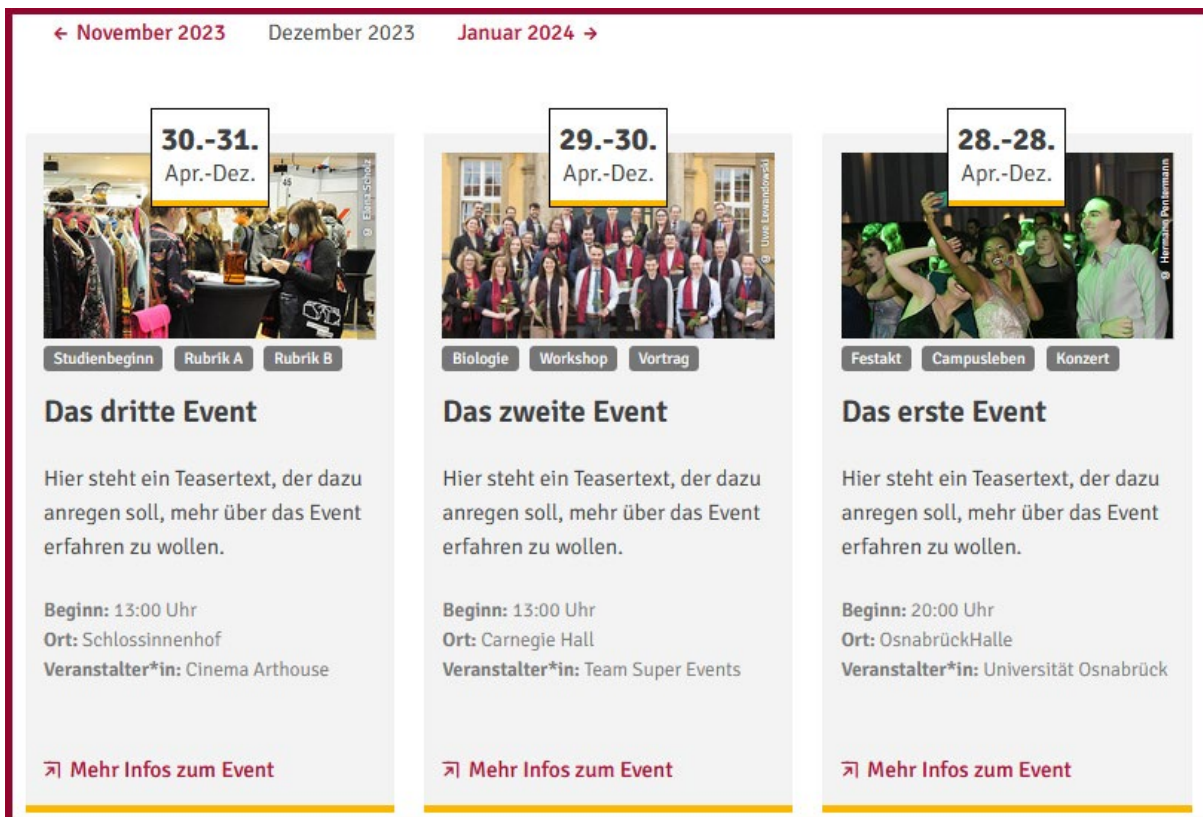 ← November 2023 Dezember 2023 Januar 2024 →
30.-31.
Apr.-Dez.
45
© Elena Scholz
Studienbeginn Rubrik A Rubrik B
Das dritte Event
Hier steht ein Teasertext, der dazu
anregen soll, mehr über das Event
erfahren zu wollen.
Beginn: 13:00 Uhr
Ort: Schlossinnenhof
Veranstalter*in: Cinema Arthouse
Mehr Infos zum Event
29.-30.
Apr.-Dez.
© Uwe Lewandowski
Biologie Workshop Vortrag
Das zweite Event
Hier steht ein Teasertext, der dazu
anregen soll, mehr über das Event
erfahren zu wollen.
Beginn: 13:00 Uhr
Ort: Carnegie Hall
Veranstalter*in: Team Super Events
Mehr Infos zum Event
28.-28.
Apr.-Dez.
© Hermann Pentermann
Festakt Campusleben Konzert
Das erste Event
Hier steht ein Teasertext, der dazu
anregen soll, mehr über das Event
erfahren zu wollen.
Beginn: 20:00 Uhr
Ort: OsnabrückHalle
Veranstalter*in: Universität Osnabrück
Mehr Infos zum Event